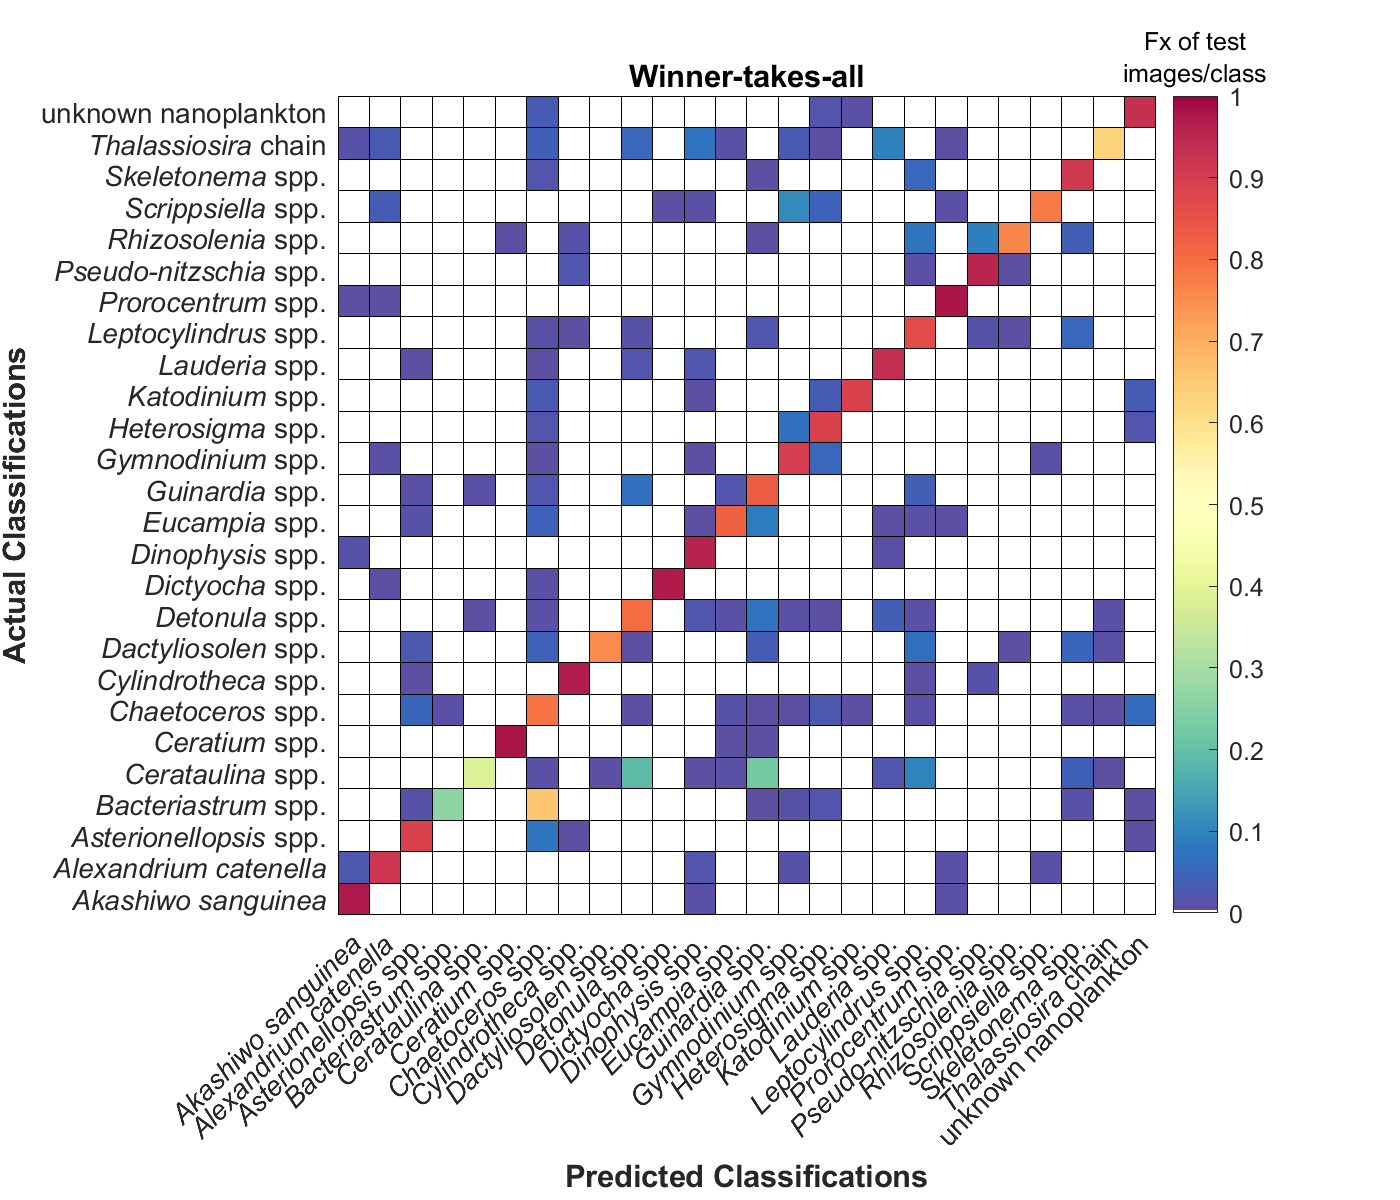 Fx of test
images/class
Winner-takes-all
Actual Classifications
unknown nanoplankton
Thalassiosira chain
Skeletonema spp.
Scrippsiella spp.
Rhizosolenia spp.
Pseudo-nitzschia spp.
Prorocentrum spp.
Leptocylindrus spp.
Lauderia spp.
Katodinium spp.
Heterosigma spp.
Gymnodinium spp.
Guinardia spp.
Eucampia spp.
Dinophysis spp.
Dictyocha spp.
Detonula spp.
Dactyliosolen spp.
Cylindrotheca spp.
Chaetoceros spp.
Ceratium spp.
Cerataulina spp.
Bacteriastrum spp.
Asterionellopsis spp.
Alexandrium catenella
Akashiwo sanguinea
1
0.9
0.8
0.7
0.6
0.5
0.4
0.3
0.2
0.1
0
Akashiwo sanguinea
Alexandrium catenella
Asterionellopsis spp.
Bacteriastrum spp.
Cerataulina spp.
Ceratium spp.
Chaetoceros spp.
Cylindrotheca spp.
Dactyliosolen spp.
Detonula spp.
Dictyocha spp.
Dinophysis spp.
Eucampia spp.
Guinardia spp.
Gymnodinium spp.
Heterosigma spp.
Katodinium spp.
Lauderia spp.
Leptocylindrus spp.
Prorocentrum spp.
Pseudo-nitzschia spp.
Rhizosolenia spp.
Scrippsiella spp.
Skeletonema spp.
Thalassiosira chain
unknown nanoplankton
Predicted Classifications